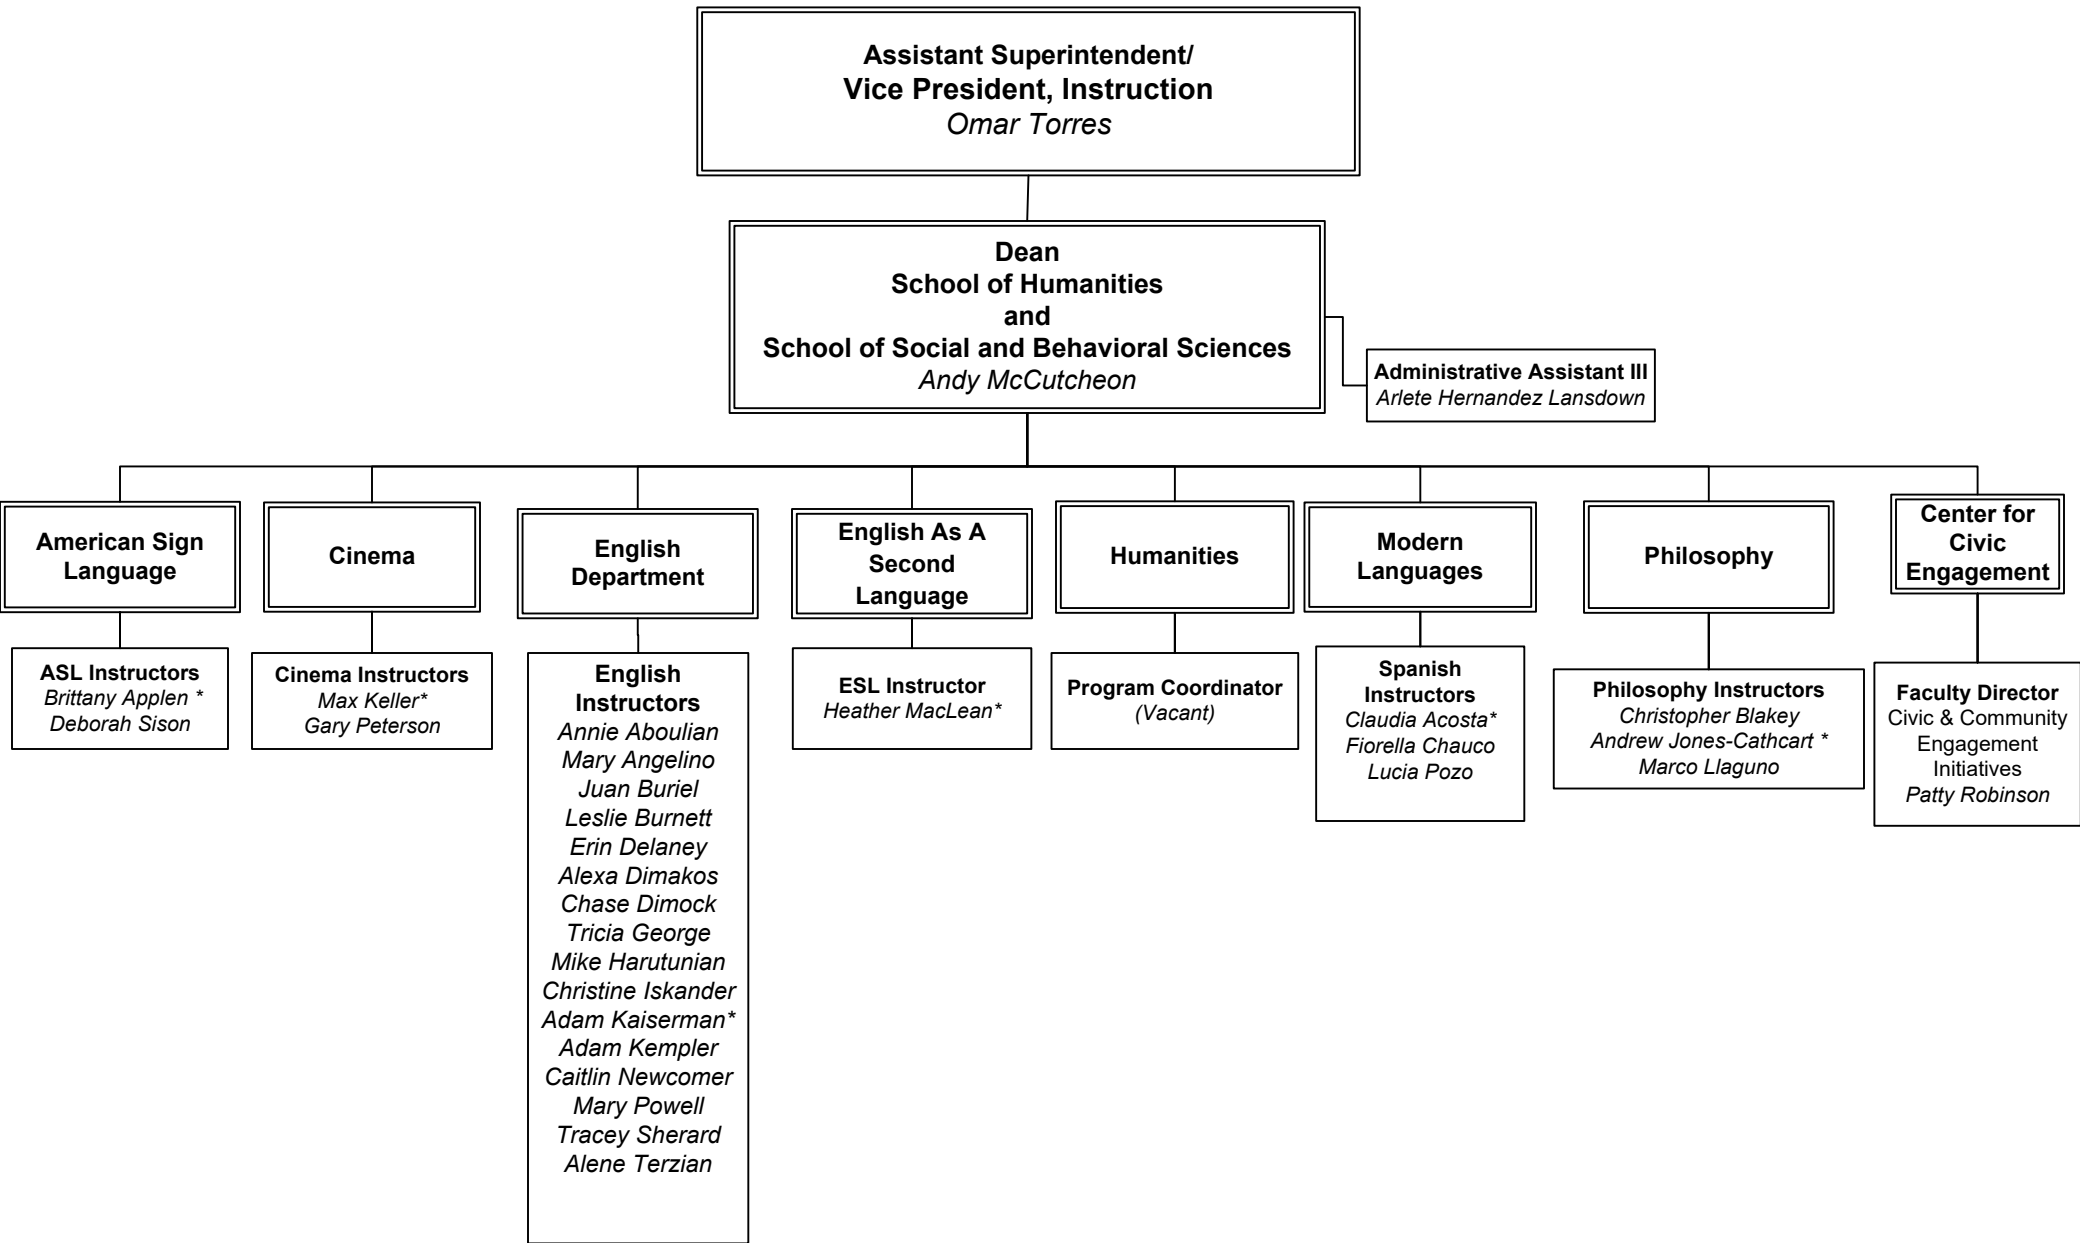 Assistant Superintendent/
Vice President, Instruction
Omar Torres
Dean
School of Humanities
and
School of Social and Behavioral Sciences
Andy McCutcheon
Administrative Assistant III
Arlete Hernandez Lansdown
American Sign
Language
Cinema
English
Department
English As A
Second
Language
Humanities
Modern
Languages
Philosophy
Center for
Civic
Engagement
ASL Instructors
Brittany Applen *
Deborah Sison
Cinema Instructors
Max Keller*
Gary Peterson
English
Instructors
Annie Aboulian
Mary Angelino
Juan Buriel
Leslie Burnett
Erin Delaney
Alexa Dimakos
Chase Dimock
Tricia George
Mike Harutunian
Christine Iskander
Adam Kaiserman*
Adam Kempler
Caitlin Newcomer
Mary Powell
Tracey Sherard
Alene Terzian
ESL Instructor
Heather MacLean*
Program Coordinator
(Vacant)
Spanish
Instructors
Claudia Acosta*
Fiorella Chauco
Lucia Pozo
Philosophy Instructors
Christopher Blakey
Andrew Jones-Cathcart *
Marco Llaguno
Faculty Director
Civic & Community
Engagement
Initiatives
Patty Robinson